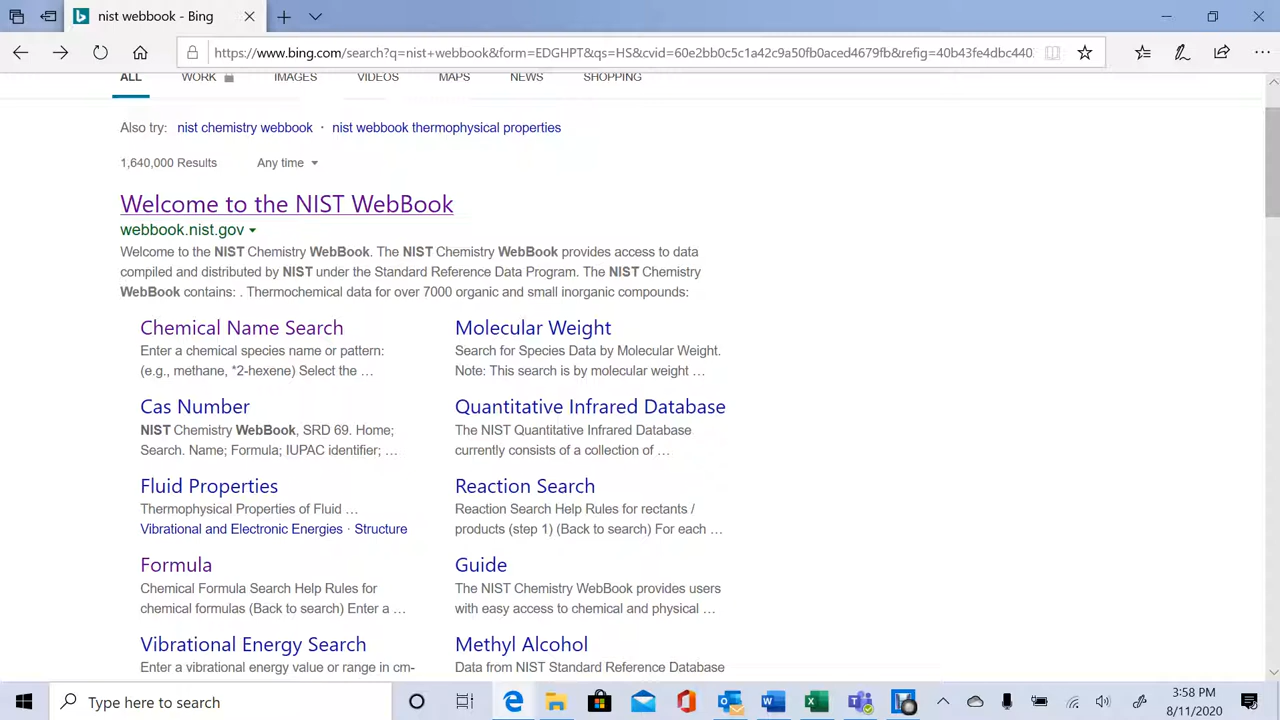 nist webbook - Bing
https://www.bing.com/search?q=nist+webbook&form=EDGHPT&qs=HS&cvid=60e2bb0c5c1a42c9a50fb0aced4679fb&refig=40b43fe4dbc440
ALL WORK IMAGES VIDEOS MAPS NEWS SHOPPING
Also try: nist chemistry webbook · nist webbook thermophysical properties
1,640,000 Results Any time
Welcome to the NIST WebBook
webbook.nist.gov
Welcome to the NIST Chemistry WebBook. The NIST Chemistry WebBook provides access to data
compiled and distributed by NIST under the Standard Reference Data Program. The NIST Chemistry
WebBook contains: . Thermochemical data for over 7000 organic and small inorganic compounds:
Chemical Name Search
Enter a chemical species name or pattern:
(e.g., methane, *2-hexene) Select the …
Molecular Weight
Search for Species Data by Molecular Weight.
Note: This search is by molecular weight …
Cas Number
NIST Chemistry WebBook, SRD 69. Home;
Search. Name; Formula; IUPAC identifier; …
Quantitative Infrared Database
The NIST Quantitative Infrared Database
currently consists of a collection of …
Fluid Properties
Thermophysical Properties of Fluid …
Vibrational and Electronic Energies · Structure
Reaction Search
Reaction Search Help Rules for rectants /
products (step 1) (Back to search) For each …
Formula
Chemical Formula Search Help Rules for
chemical formulas (Back to search) Enter a …
Guide
The NIST Chemistry WebBook provides users
with easy access to chemical and physical …
Vibrational Energy Search
Enter a vibrational energy value or range in cm-
Methyl Alcohol
Data from NIST Standard Reference Database
Type here to search
3:58 PM
8/11/2020